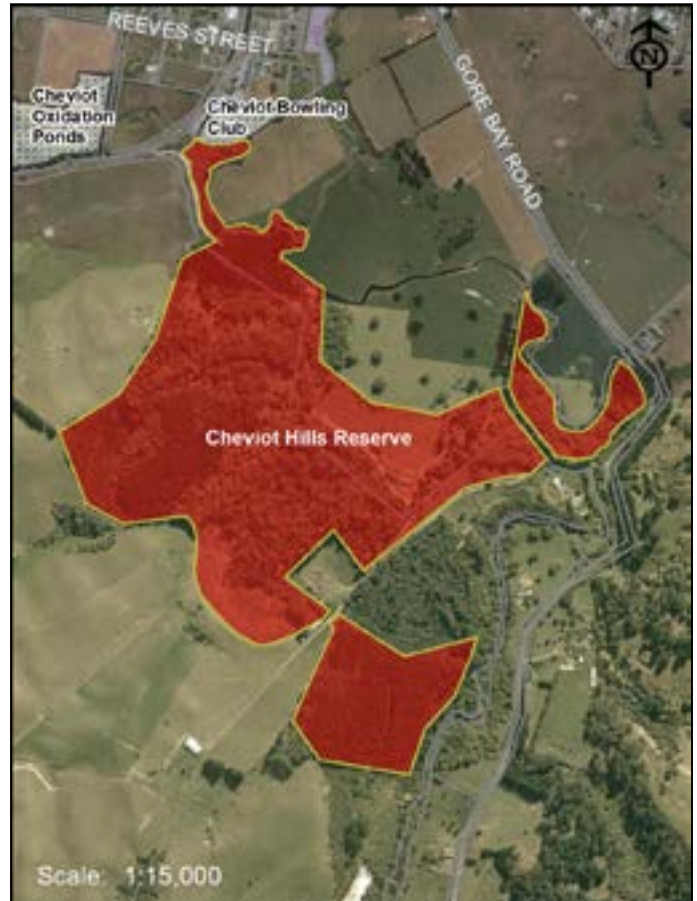 REEVES STREET
N
Cheviot
Oxidation
Ponds
Cheviot Bowling
Club
GORE BAY ROAD
Cheviot Hills Reserve
Scale: 1:15,000